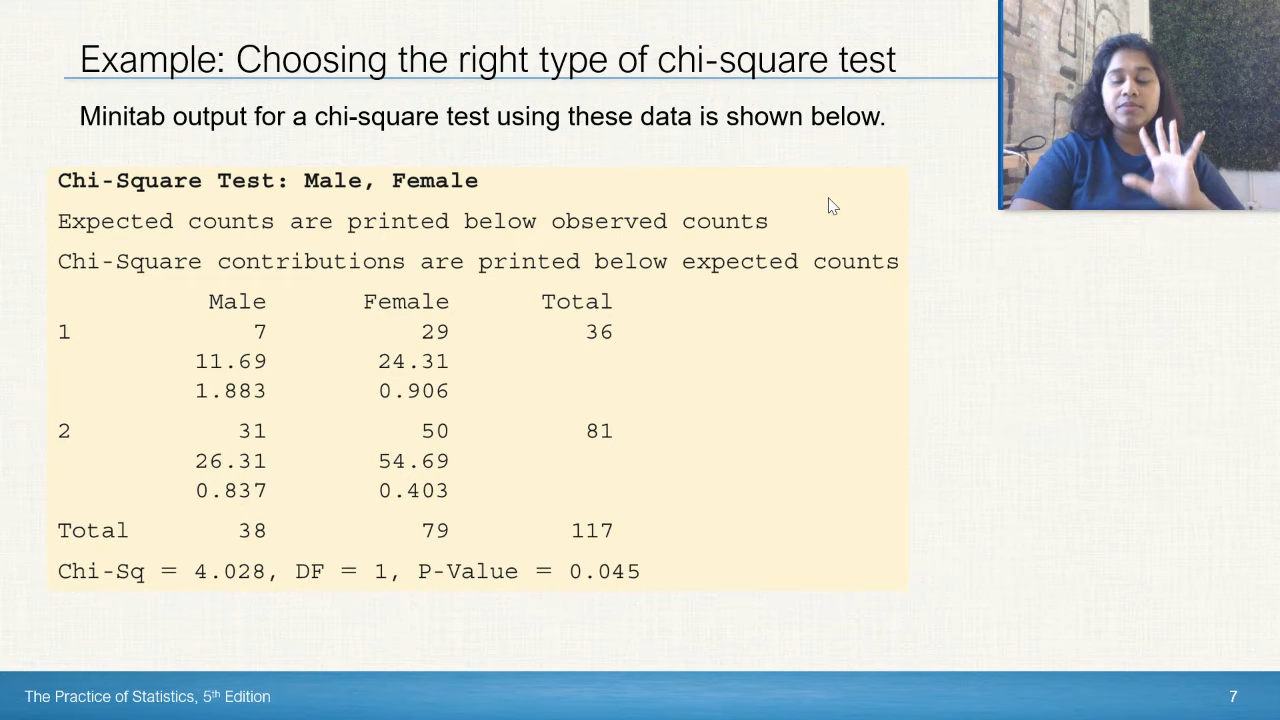 Example: Choosing the right type of chi-square test
Minitab output for a chi-square test using these data is shown below.
Chi-Square Test: Male, Female
Expected counts are printed below observed counts
Chi-Square contributions are printed below expected counts
Male Female Total
1 7 29 36
11.69 24.31
1.883 0.906
2 31 50 81
26.31 54.69
0.837 0.403
Total 38 79 117
Chi-Sq = 4.028, DF = 1, P-Value = 0.045
The Practice of Statistics, 5th Edition 7